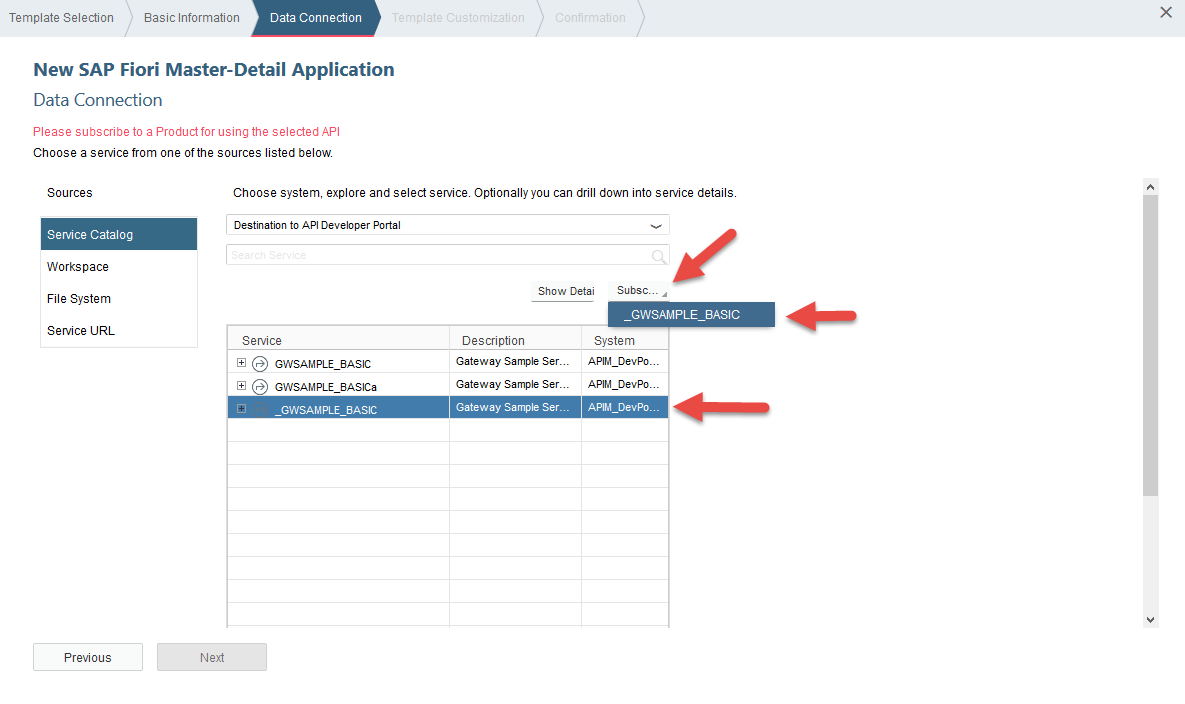 Template Selection Basic Information Data Connection Template Customization Confirmation
New SAP Fiori Master-Detail Application
Data Connection
Please subscribe to a Product for using the selected API
Choose a service from one of the sources listed below.
Sources
Choose system, explore and select service. Optionally you can drill down into service details.
Service Catalog
Workspace
File System
Service URL
Destination to API Developer Portal
Search Service
Show Detai Subsc...
_GWSAMPLE_BASIC
Service Description System
GWSAMPLE_BASIC Gateway Sample Ser... APIM_DevPo...
GWSAMPLE_BASICa Gateway Sample Ser... APIM_DevPo...
_GWSAMPLE_BASIC Gateway Sample Ser... APIM_DevPo...
Previous Next